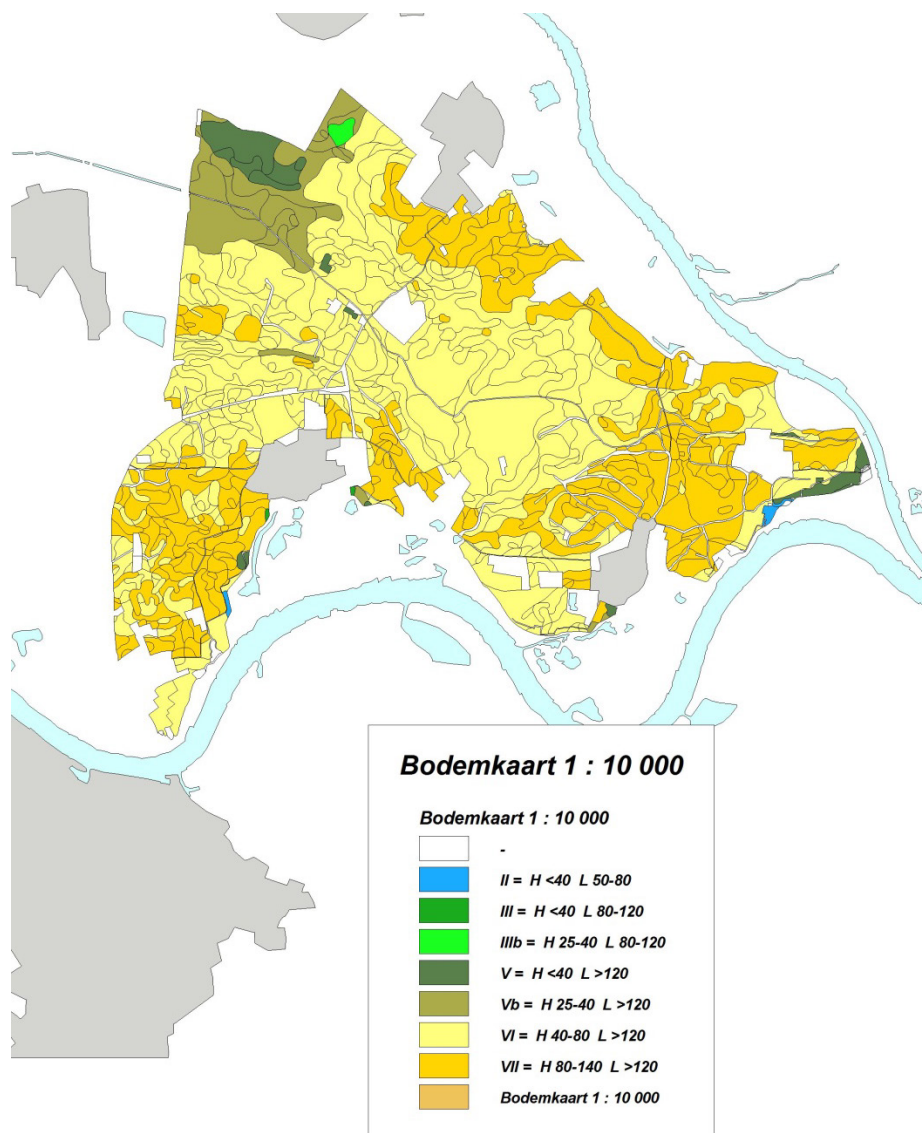 Bodemkaart 1 : 10 000
Bodemkaart 1 : 10 000
-
II = H <40 L 50-80
III = H <40 L 80-120
IIIb = H 25-40 L 80-120
V = H <40 L >120
Vb = H 25-40 L >120
VI = H 40-80 L >120
VII = H 80-140 L >120
Bodemkaart 1 : 10 000